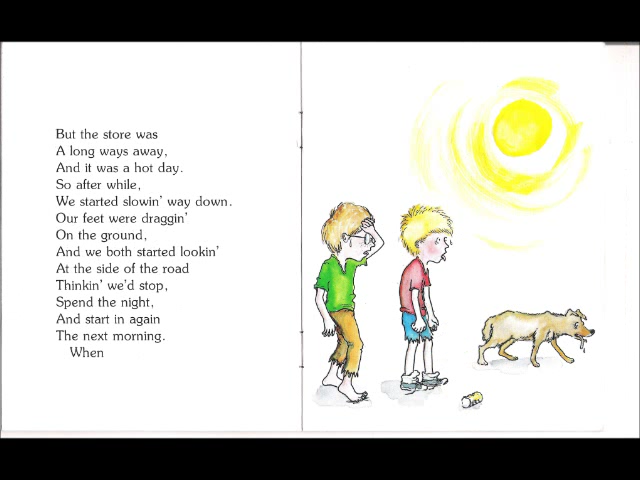 But the store was
A long ways away,
And it was a hot day.
So after while,
We started slowin' way down.
Our feet were draggin'
On the ground,
And we both started lookin'
At the side of the road
Thinkin' we'd stop,
Spend the night,
And start in again
The next morning.
When